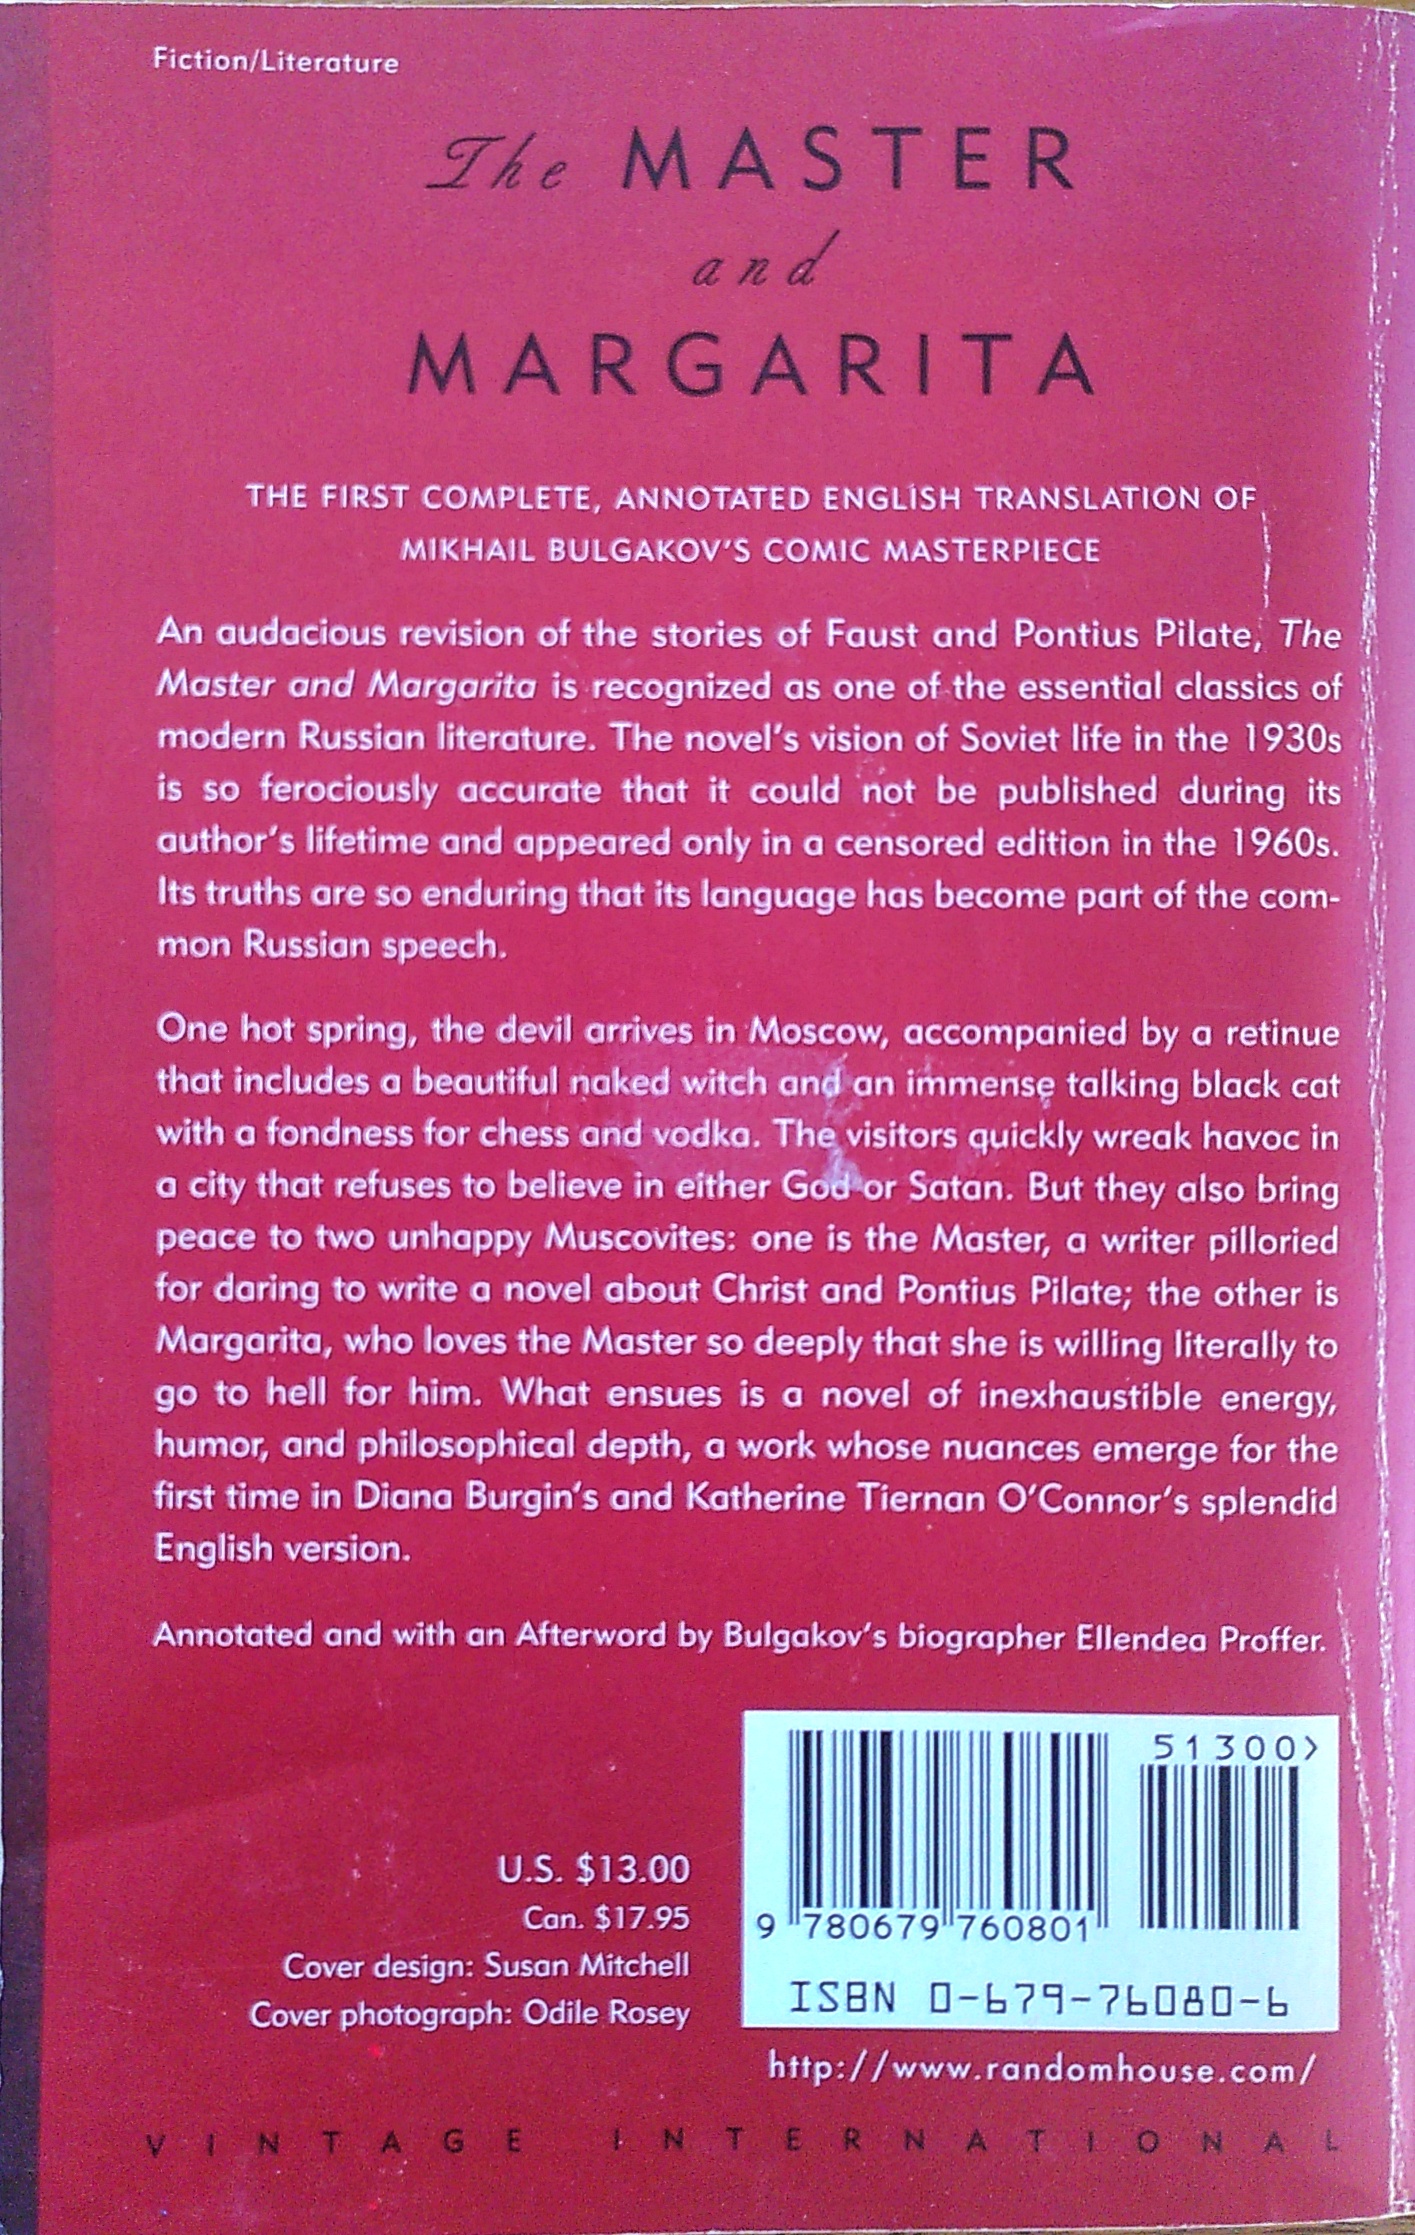 Fiction/Literature
The MASTER
and
MARGARITA
THE FIRST COMPLETE, ANNOTATED ENGLISH TRANSLATION OF
MIKHAIL BULGAKOV'S COMIC MASTERPIECE
An audacious revision of the stories of Faust and Pontius Pilate, The
Master and Margarita is recognized as one of the essential classics of
modern Russian literature. The novel's vision of Soviet life in the 1930s
is so ferociously accurate that it could not be published during its
author's lifetime and appeared only in a censored edition in the 1960s.
Its truths are so enduring that its language has become part of the com-
mon Russian speech.
One hot spring, the devil arrives in Moscow, accompanied by a retinue
that includes a beautiful naked witch and an immense talking black cat
with a fondness for chess and vodka. The visitors quickly wreak havoc in
a city that refuses to believe in either God or Satan. But they also bring
peace to two unhappy Muscovites: one is the Master, a writer pilloried
for daring to write a novel about Christ and Pontius Pilate; the other is
Margarita, who loves the Master so deeply that she is willing literally to
go to hell for him. What ensues is a novel of inexhaustible energy,
humor, and philosophical depth, a work whose nuances emerge for the
first time in Diana Burgin's and Katherine Tiernan O'Connor's splendid
English version.
Annotated and with an Afterword by Bulgakov's biographer Ellendea Proffer.
51300>
U.S. $13.00
Can. $17.95
Cover design: Susan Mitchell
Cover photograph: Odile Rosey
9 780679 760801
ISBN 0-679-76080-6
http://www.randomhouse.com/
VINTAGE INTERNATIONAL